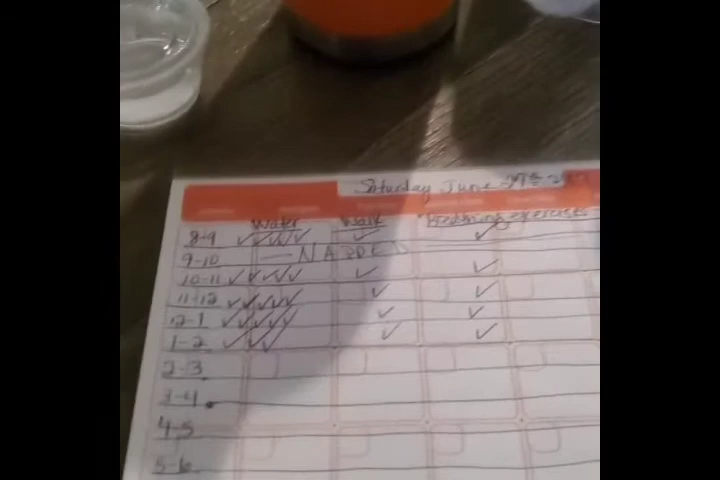 Saturday June 29th
Water Walk Breathing exercises
8-9 ✓✓✓✓ ✓ ✓
9-10
10-11 ✓✓✓✓ ✓ ✓
11-12 ✓✓✓✓✓ ✓ ✓
12-1 ✓✓✓✓✓ ✓ ✓
1-2 ✓✓✓ ✓ ✓
2-3
3-4
4-5
5-6